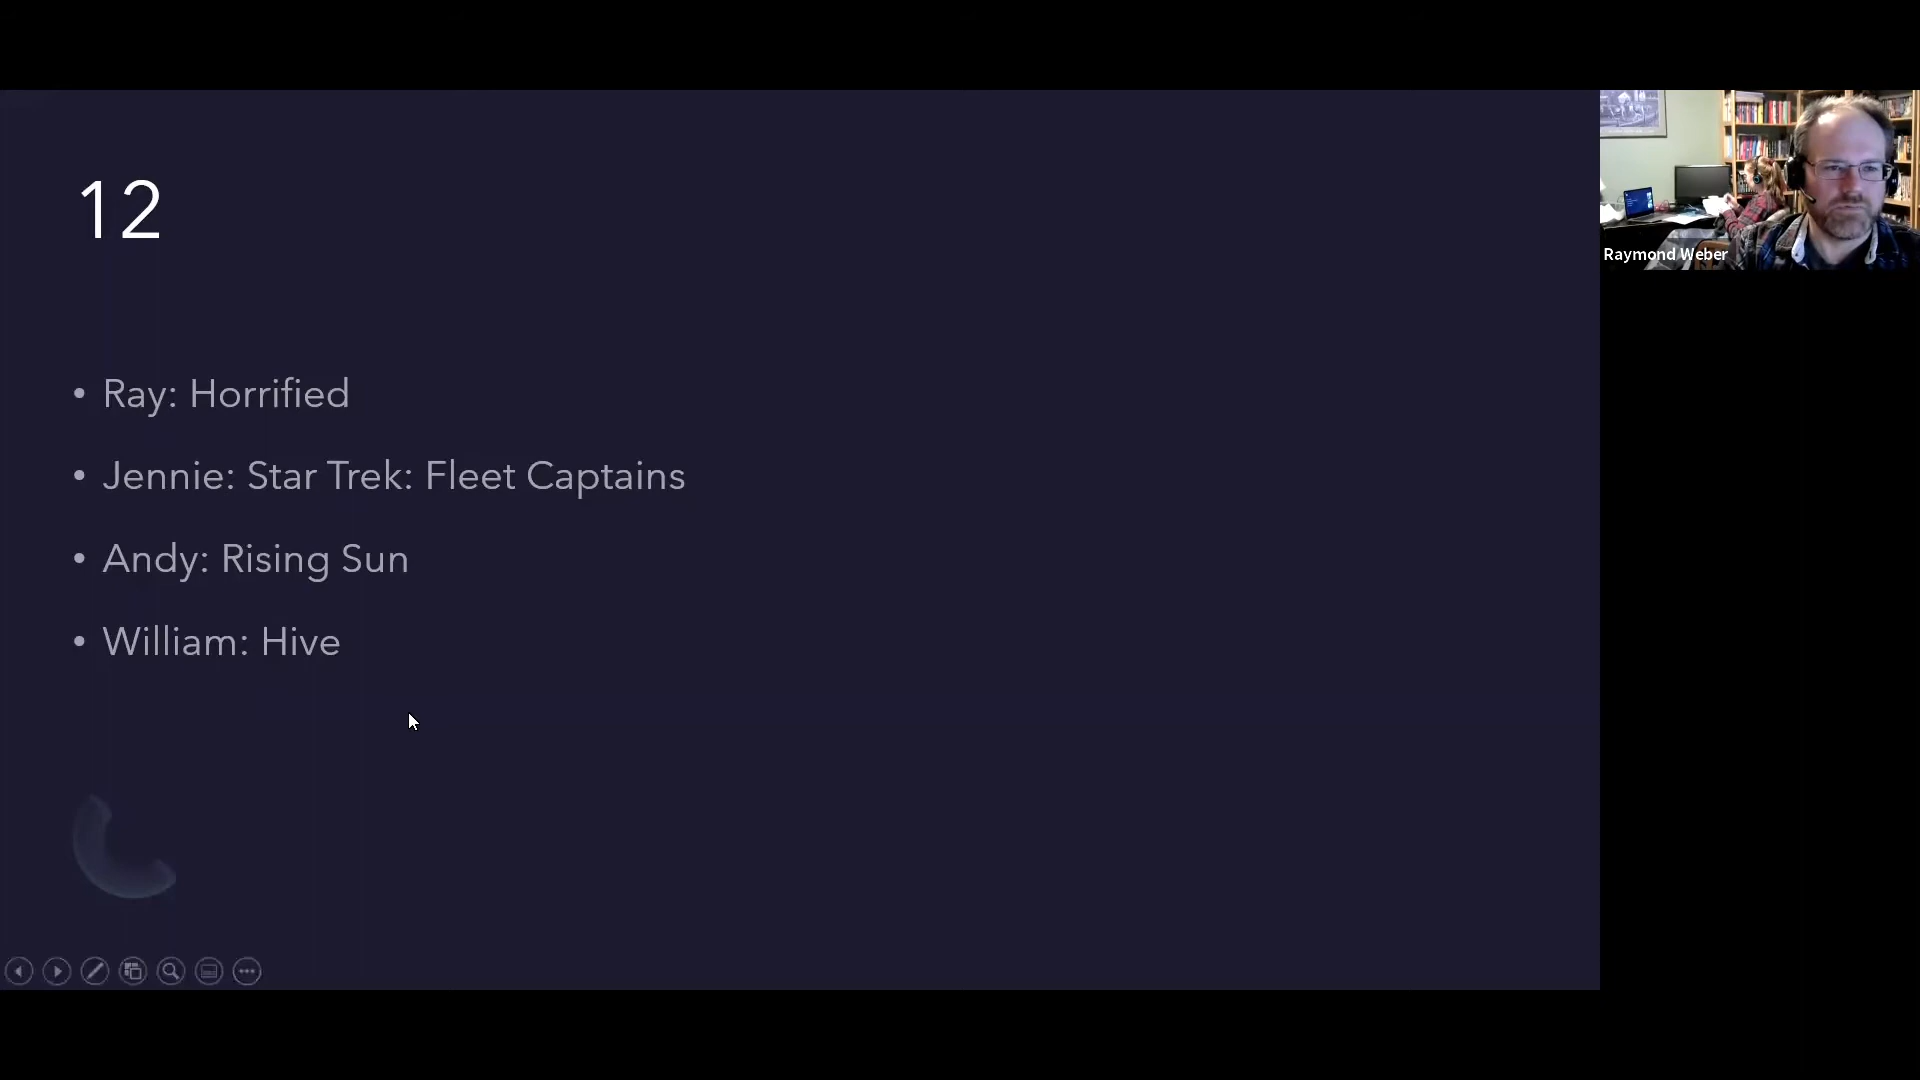 12
• Ray: Horrified
• Jennie: Star Trek: Fleet Captains
• Andy: Rising Sun
• William: Hive
Raymond Weber